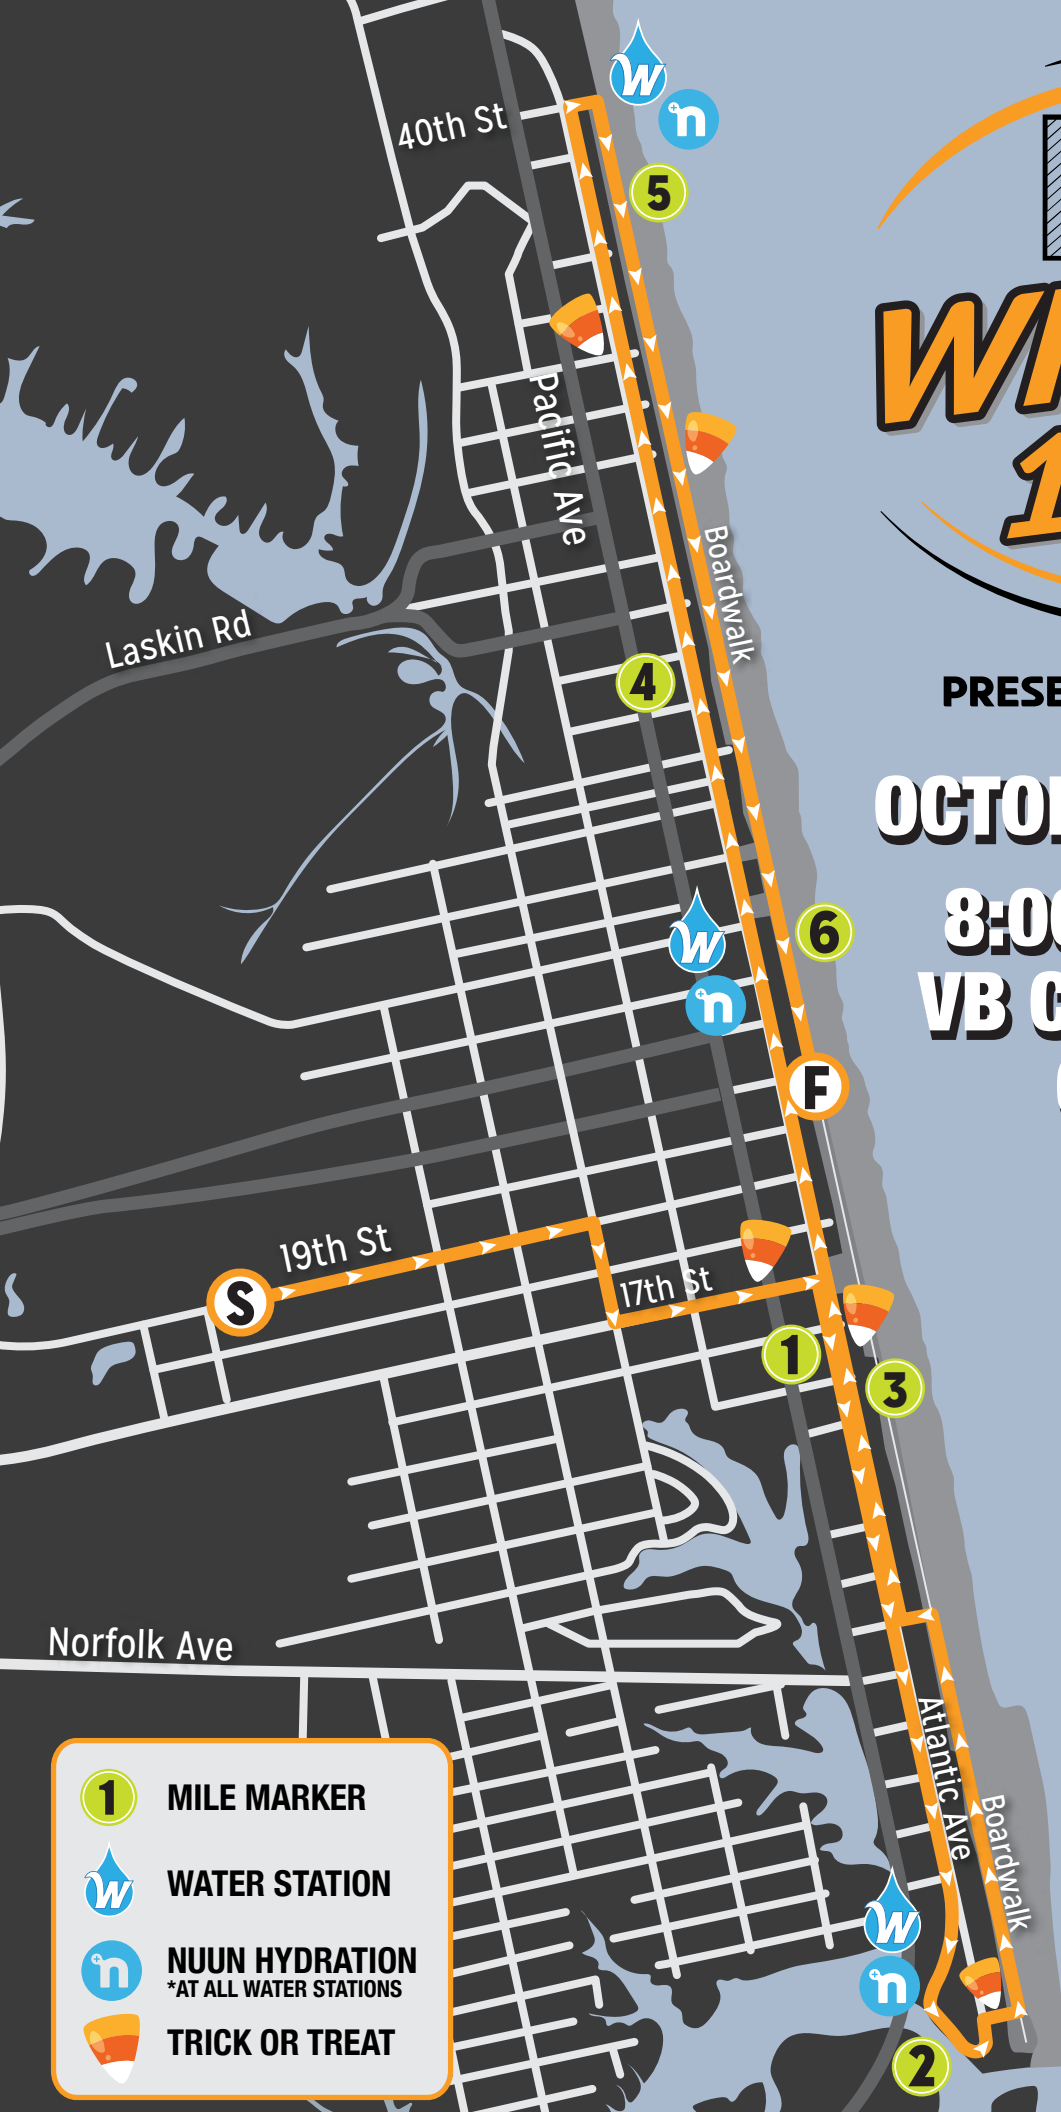 40th St
W
n
5
Pacific Ave
Boardwalk
Laskin Rd
4
PRESE
OCTO
8:0
VB C
W
n
6
F
19th St
S
17th St
1
3
Norfolk Ave
Atlantic Ave
Boardwalk
W
n
2
1 MILE MARKER
W WATER STATION
n NUUN HYDRATION
*AT ALL WATER STATIONS
TRICK OR TREAT